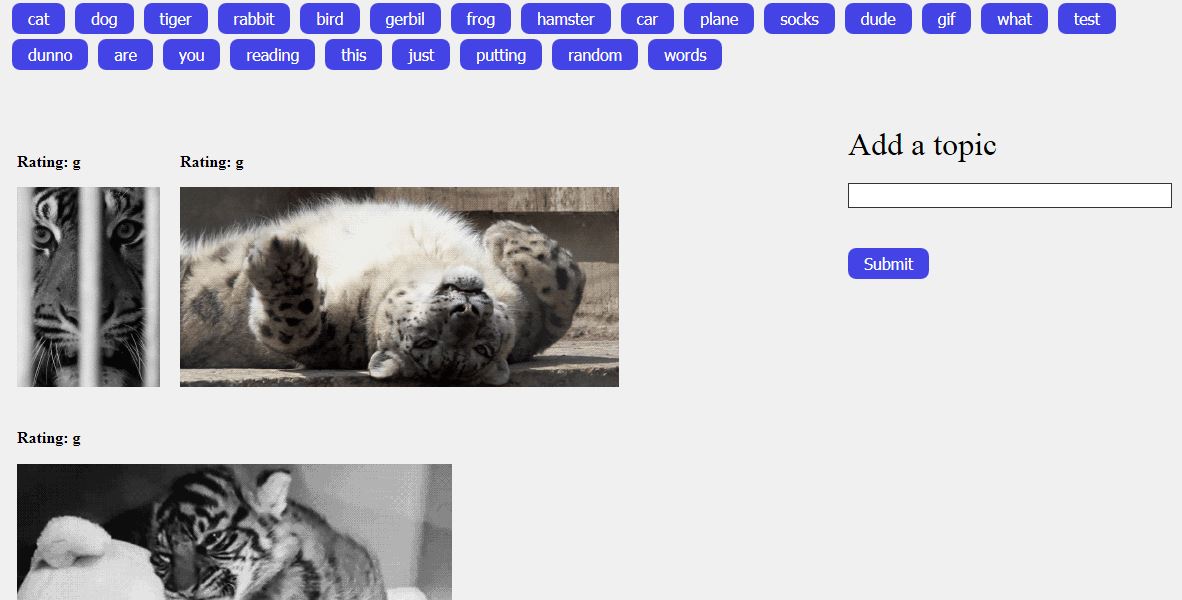 cat dog tiger rabbit bird gerbil frog hamster car plane socks dude gif what test
dunno are you reading this just putting random words
Add a topic
Rating: g Rating: g
Submit
Rating: g